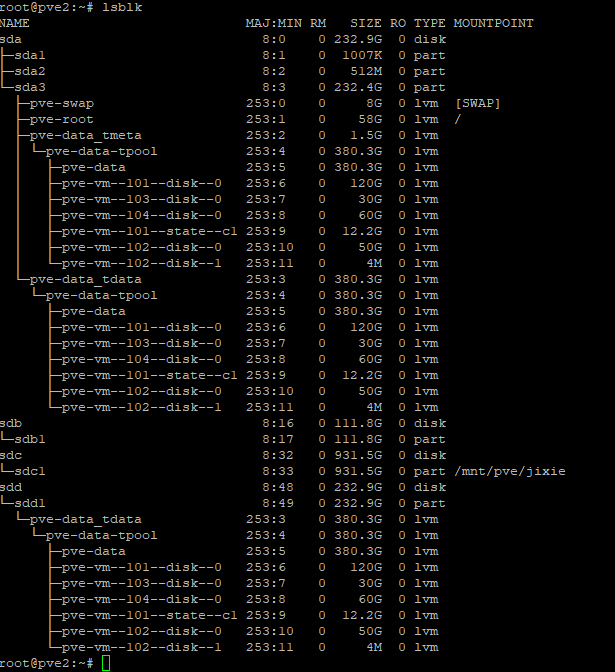 root@pve2:~# lsblk
NAME                         MAJ:MIN RM   SIZE RO TYPE MOUNTPOINT
sda                            8:0    0 232.9G  0 disk
├─sda1                         8:1    0  1007K  0 part
├─sda2                         8:2    0   512M  0 part
└─sda3                         8:3    0 232.4G  0 part
  ├─pve-swap                 253:0    0     8G  0 lvm  [SWAP]
  ├─pve-root                 253:1    0    58G  0 lvm  /
  ├─pve-data_tmeta           253:2    0   1.5G  0 lvm
  │ └─pve-data-tpool         253:4    0 380.3G  0 lvm
  │   ├─pve-data             253:5    0 380.3G  0 lvm
  │   ├─pve-vm--101--disk--0 253:6    0   120G  0 lvm
  │   ├─pve-vm--103--disk--0 253:7    0    30G  0 lvm
  │   ├─pve-vm--104--disk--0 253:8    0    60G  0 lvm
  │   ├─pve-vm--101--state--c1 253:9    0  12.2G  0 lvm
  │   ├─pve-vm--102--disk--0 253:10   0    50G  0 lvm
  │   └─pve-vm--102--disk--1 253:11   0     4M  0 lvm
  └─pve-data_tdata           253:3    0 380.3G  0 lvm
    └─pve-data-tpool         253:4    0 380.3G  0 lvm
      ├─pve-data             253:5    0 380.3G  0 lvm
      ├─pve-vm--101--disk--0 253:6    0   120G  0 lvm
      ├─pve-vm--103--disk--0 253:7    0    30G  0 lvm
      ├─pve-vm--104--disk--0 253:8    0    60G  0 lvm
      ├─pve-vm--101--state--c1 253:9    0  12.2G  0 lvm
      ├─pve-vm--102--disk--0 253:10   0    50G  0 lvm
      └─pve-vm--102--disk--1 253:11   0     4M  0 lvm
sdb                            8:16   0 111.8G  0 disk
└─sdb1                         8:17   0 111.8G  0 part
sdc                            8:32   0 931.5G  0 disk
└─sdc1                         8:33   0 931.5G  0 part /mnt/pve/jixie
sdd                            8:48   0 232.9G  0 disk
└─sdd1                         8:49   0 232.9G  0 part
  └─pve-data_tdata           253:3    0 380.3G  0 lvm
    └─pve-data-tpool         253:4    0 380.3G  0 lvm
      ├─pve-data             253:5    0 380.3G  0 lvm
      ├─pve-vm--101--disk--0 253:6    0   120G  0 lvm
      ├─pve-vm--103--disk--0 253:7    0    30G  0 lvm
      ├─pve-vm--104--disk--0 253:8    0    60G  0 lvm
      ├─pve-vm--101--state--c1 253:9    0  12.2G  0 lvm
      ├─pve-vm--102--disk--0 253:10   0    50G  0 lvm
      └─pve-vm--102--disk--1 253:11   0     4M  0 lvm
root@pve2:~#